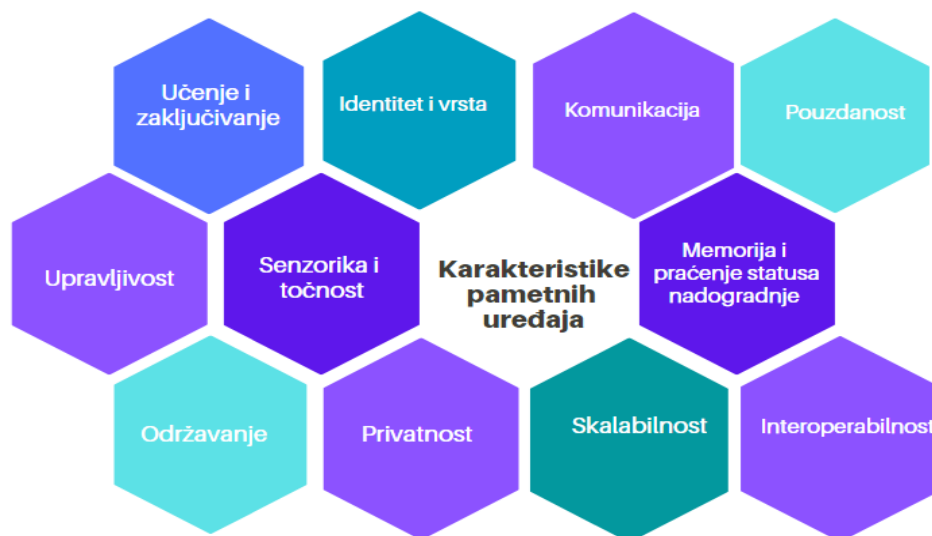 Učenje i
zaključivanje
Identitet i vrsta
Komunikacija
Pouzdanost
Upravljivost
Senzorika i
točnost
Karakteristike
pametnih
uređaja
Memorija i
praćenje statusa
nadogradnje
Održavanje
Privatnost
Skalabilnost
Interoperabilnost